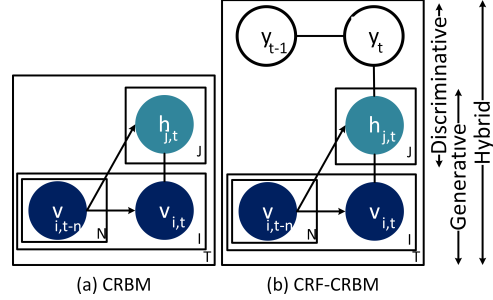 y t-1
y t
h j,t
J
v i,t-n
N
v i,t
I
T
(a) CRBM
h j,t
J
v i,t-n
N
v i,t
I
T
(b) CRF-CRBM
Discriminative
Generative
Hybrid